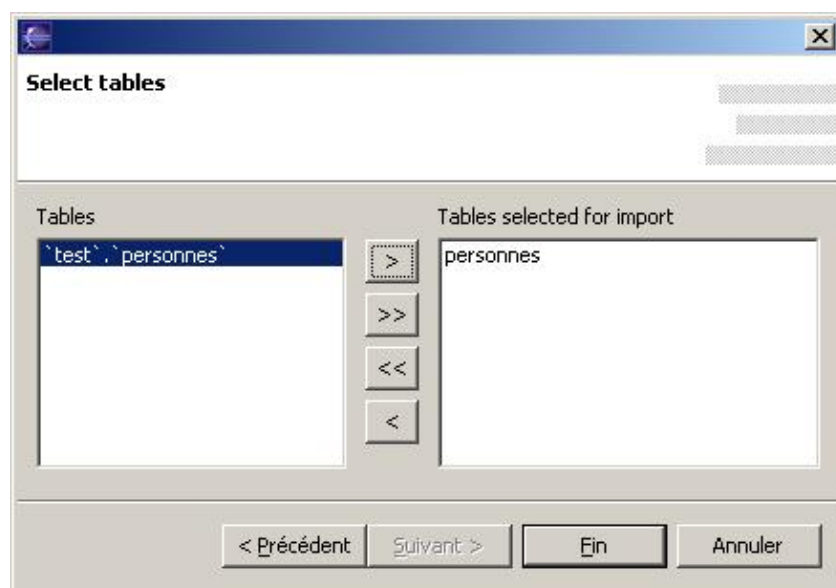 Select tables
Tables
Tables selected for import
`test`.`personnes`
personnes
>
>>
<<
<
< Précédent
Suivant >
Fin
Annuler